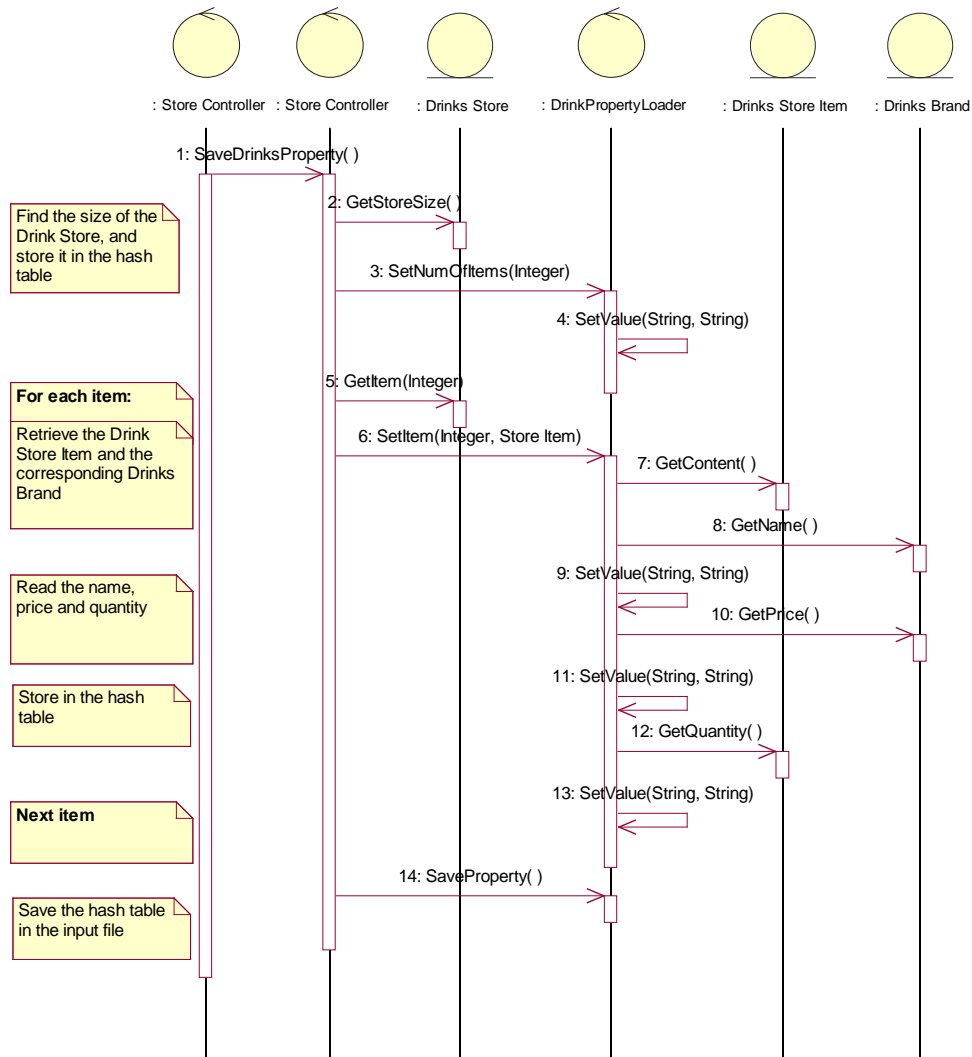 : Store Controller : Store Controller : Drinks Store : DrinkPropertyLoader : Drinks Store Item : Drinks Brand
1: SaveDrinksProperty( )
2: GetStoreSize( )
Find the size of the
Drink Store, and
store it in the hash
table
3: SetNumOfItems(Integer)
4: SetValue(String, String)
5: GetItem(Integer)
For each item:
Retrieve the Drink
Store Item and the
corresponding Drinks
Brand
6: SetItem(Integer, Store Item)
7: GetContent( )
8: GetName( )
9: SetValue(String, String)
Read the name,
price and quantity
10: GetPrice( )
11: SetValue(String, String)
Store in the hash
table
12: GetQuantity( )
13: SetValue(String, String)
Next item
14: SaveProperty( )
Save the hash table
in the input file